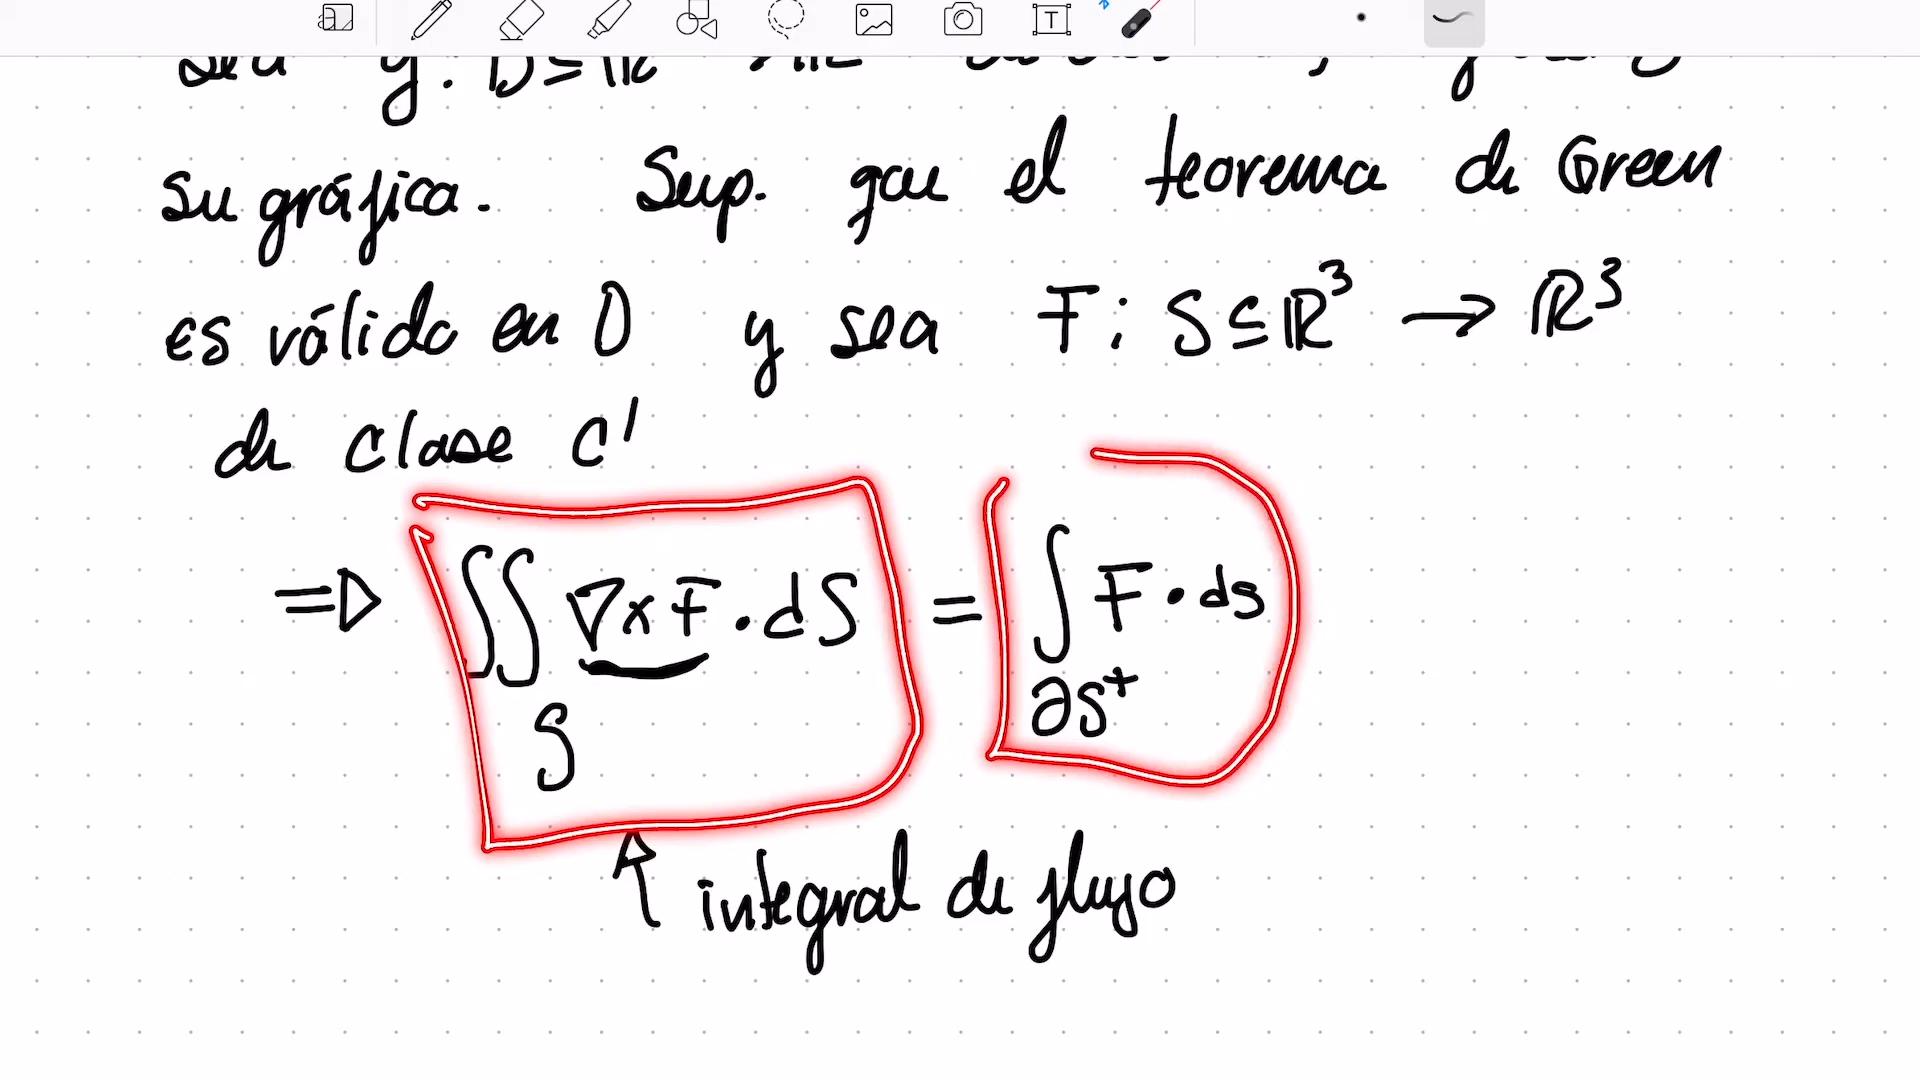 su gráfica. Sup. que el teorema de Green
es válido en D y sea F: S ⊆ ℝ³ → ℝ³
de clase C¹
⇒ ∬_S ∇×F · dS = ∫_∂S⁺ F · ds
integral de flujo